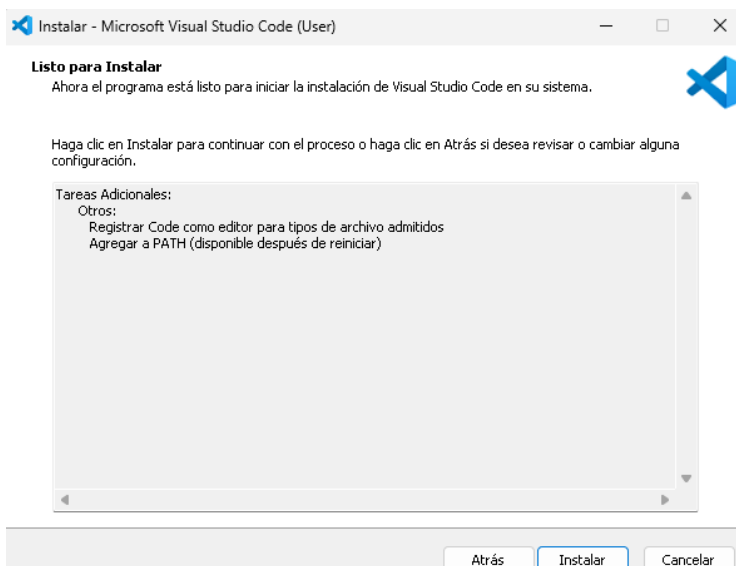 Instalar - Microsoft Visual Studio Code (User)
Listo para Instalar
Ahora el programa está listo para iniciar la instalación de Visual Studio Code en su sistema.
Haga clic en Instalar para continuar con el proceso o haga clic en Atrás si desea revisar o cambiar alguna
configuración.
Tareas Adicionales:
Otros:
Registrar Code como editor para tipos de archivo admitidos
Agregar a PATH (disponible después de reiniciar)
Atrás Instalar Cancelar